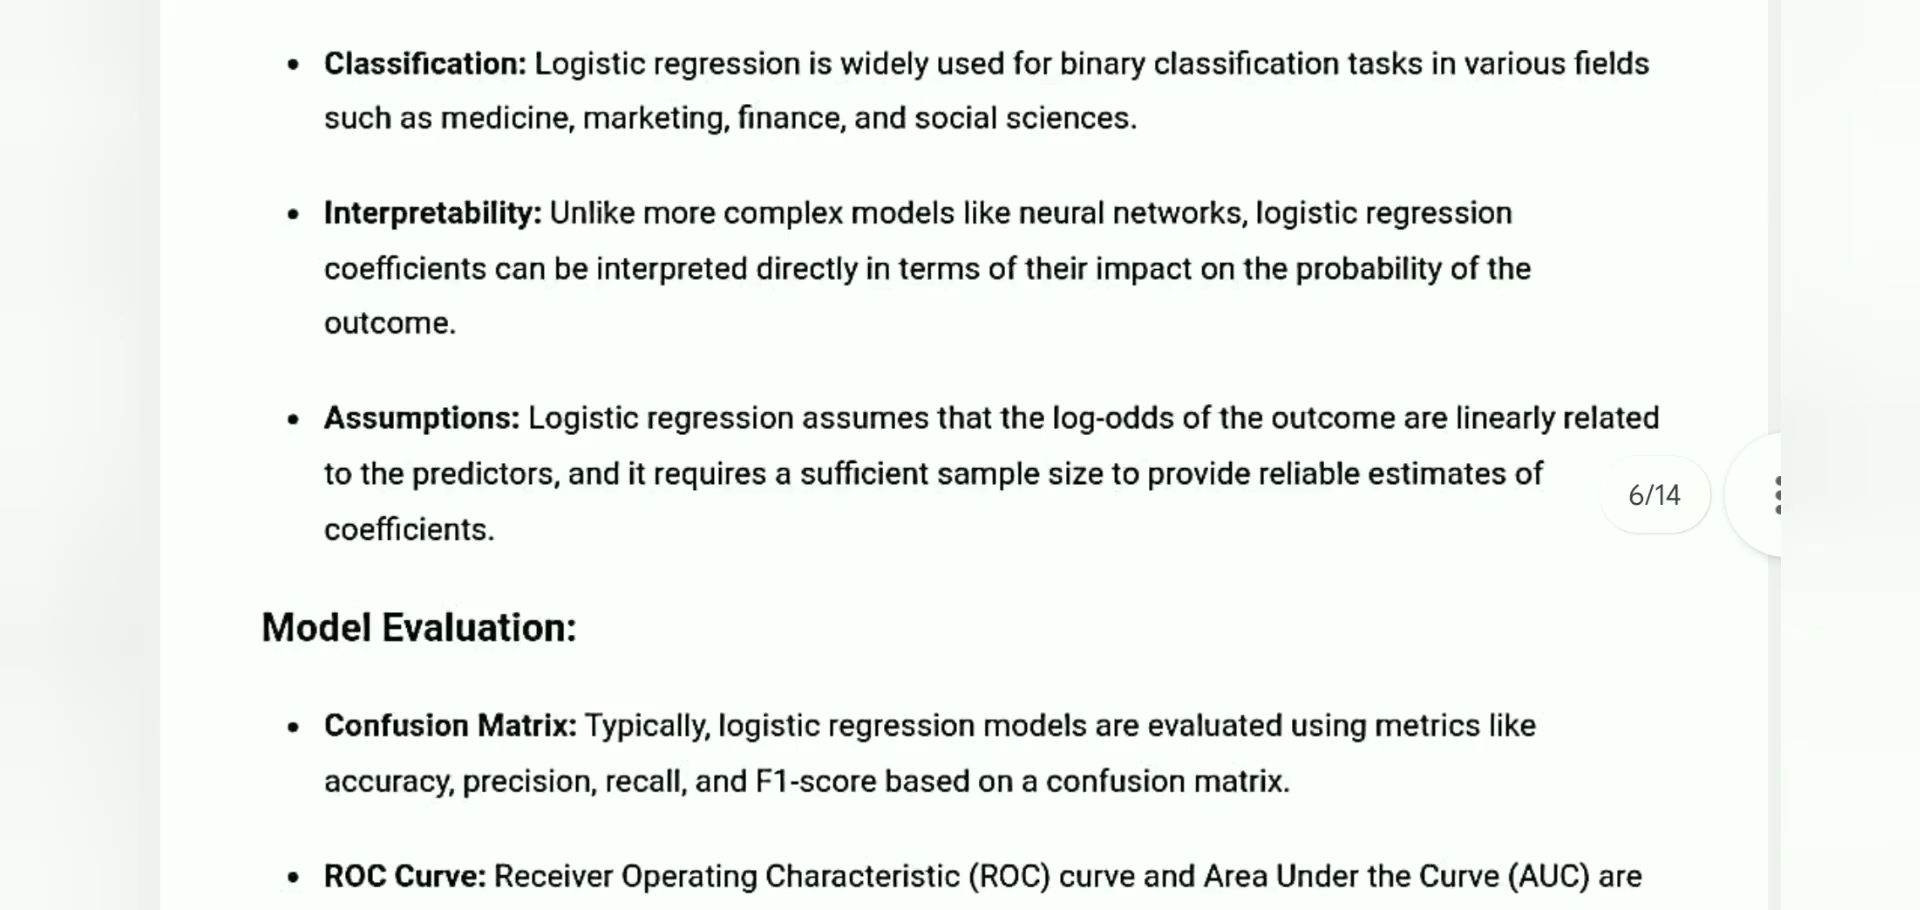 • Classification: Logistic regression is widely used for binary classification tasks in various fields
such as medicine, marketing, finance, and social sciences.
• Interpretability: Unlike more complex models like neural networks, logistic regression
coefficients can be interpreted directly in terms of their impact on the probability of the
outcome.
• Assumptions: Logistic regression assumes that the log-odds of the outcome are linearly related
to the predictors, and it requires a sufficient sample size to provide reliable estimates of
6/14
coefficients.
Model Evaluation:
• Confusion Matrix: Typically, logistic regression models are evaluated using metrics like
accuracy, precision, recall, and F1-score based on a confusion matrix.
• ROC Curve: Receiver Operating Characteristic (ROC) curve and Area Under the Curve (AUC) are